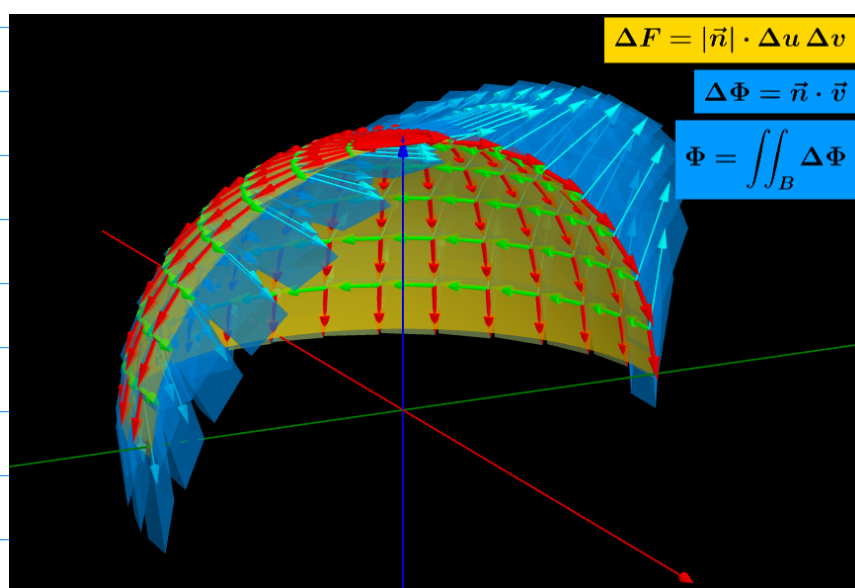 ΔF = |n⃗| · Δu Δv
ΔΦ = n⃗ · v⃗
Φ = ∬_B ΔΦ